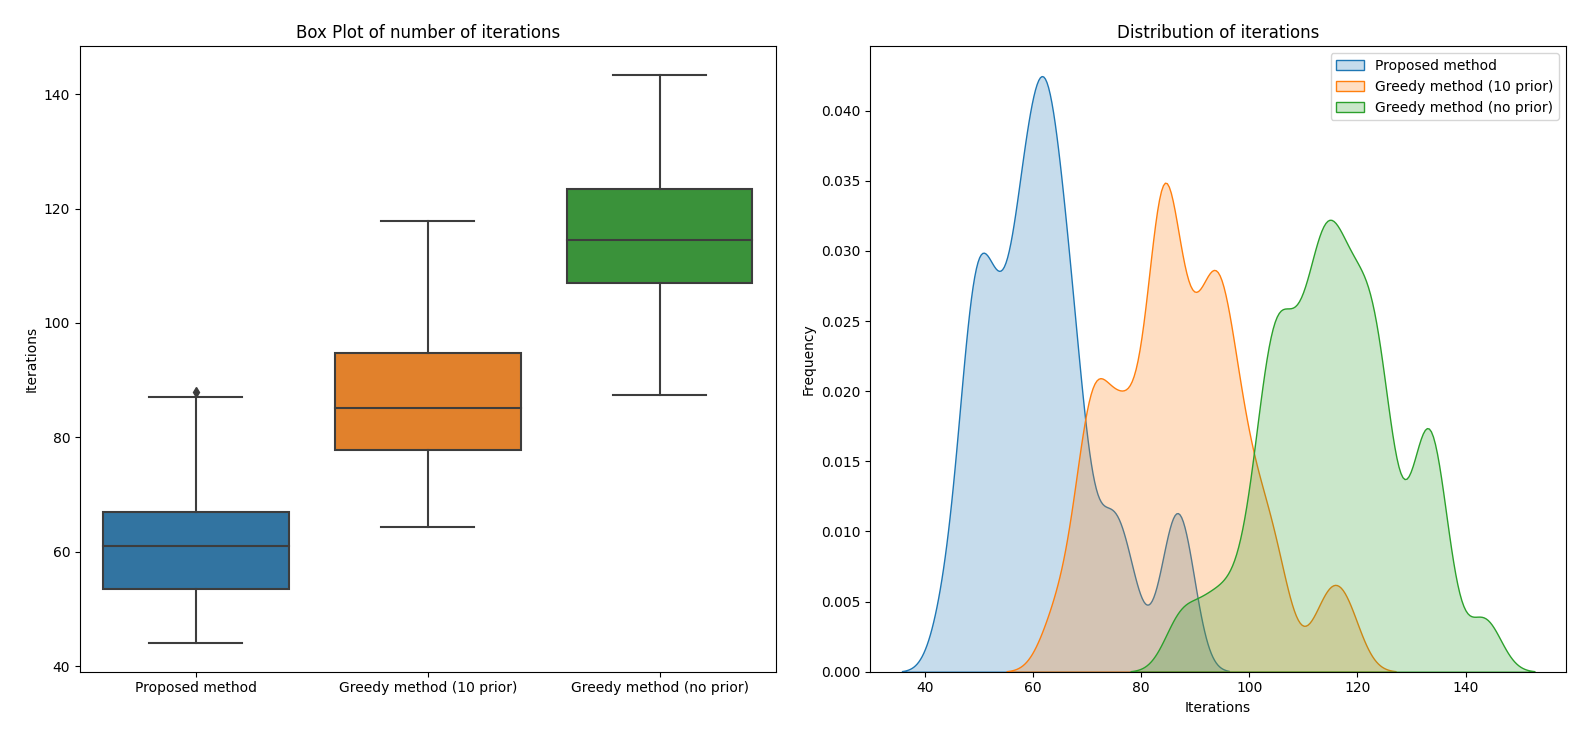 Box Plot of number of iterations
140
120
100
80
60
40
Iterations
Proposed method
Greedy method (10 prior)
Greedy method (no prior)
Distribution of iterations
Proposed method
Greedy method (10 prior)
Greedy method (no prior)
0.040
0.035
0.030
0.025
0.020
0.015
0.010
0.005
0.000
Frequency
40
60
80
100
120
140
Iterations